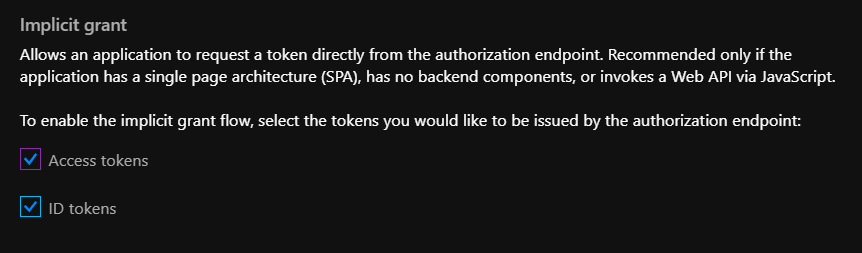 Implicit grant
Allows an application to request a token directly from the authorization endpoint. Recommended only if the
application has a single page architecture (SPA), has no backend components, or invokes a Web API via JavaScript.
To enable the implicit grant flow, select the tokens you would like to be issued by the authorization endpoint:
Access tokens
ID tokens